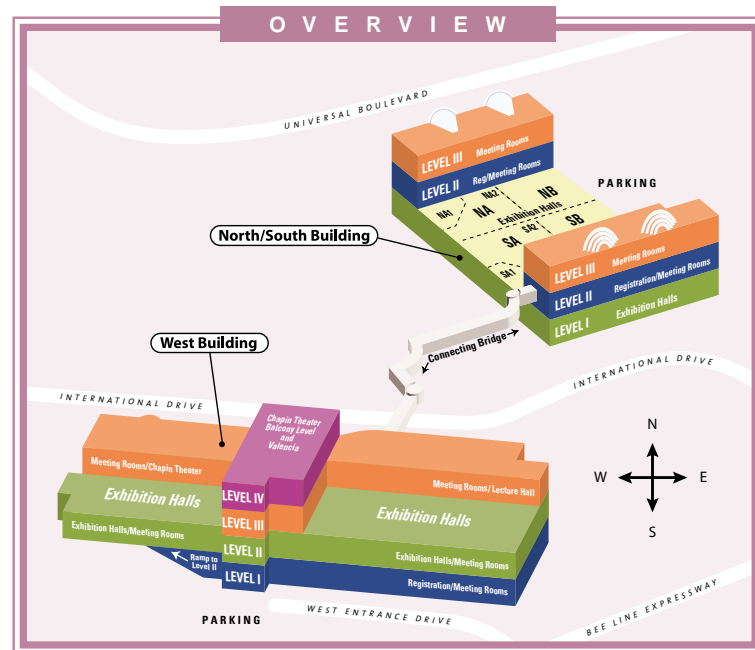 OVERVIEW
UNIVERSAL BOULEVARD
LEVEL III Meeting Rooms
LEVEL II Reg/Meeting Rooms
PARKING
NA1
NA2
NA
NB
Exhibition Halls
SA
SA2
SB
SA1
North/South Building
LEVEL III Meeting Rooms
LEVEL II Registration/Meeting Rooms
LEVEL I Exhibition Halls
Connecting Bridge
West Building
INTERNATIONAL DRIVE
INTERNATIONAL DRIVE
Chapin Theater
Balcony Level
and
Valencia
Meeting Rooms/Chapin Theater
Meeting Rooms/Lecture Hall
LEVEL IV
Exhibition Halls
LEVEL III
Exhibition Halls
Exhibition Halls/Meeting Rooms
LEVEL II
Exhibition Halls/Meeting Rooms
Ramp to
Level II
LEVEL I
Registration/Meeting Rooms
N
W
E
S
PARKING
WEST ENTRANCE DRIVE
BEE LINE EXPRESSWAY